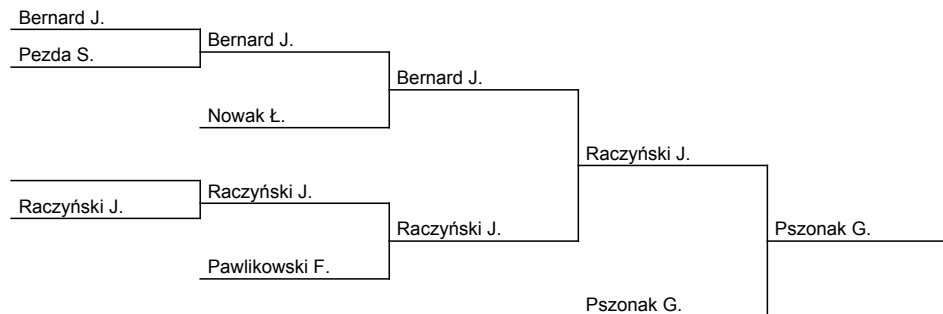 Bernard J.
Pezda S.
Bernard J.
Nowak Ł.
Bernard J.
Raczyński J.
Raczyński J.
Raczyński J.
Pawlikowski F.
Raczyński J.
Pszonak G.
Pszonak G.